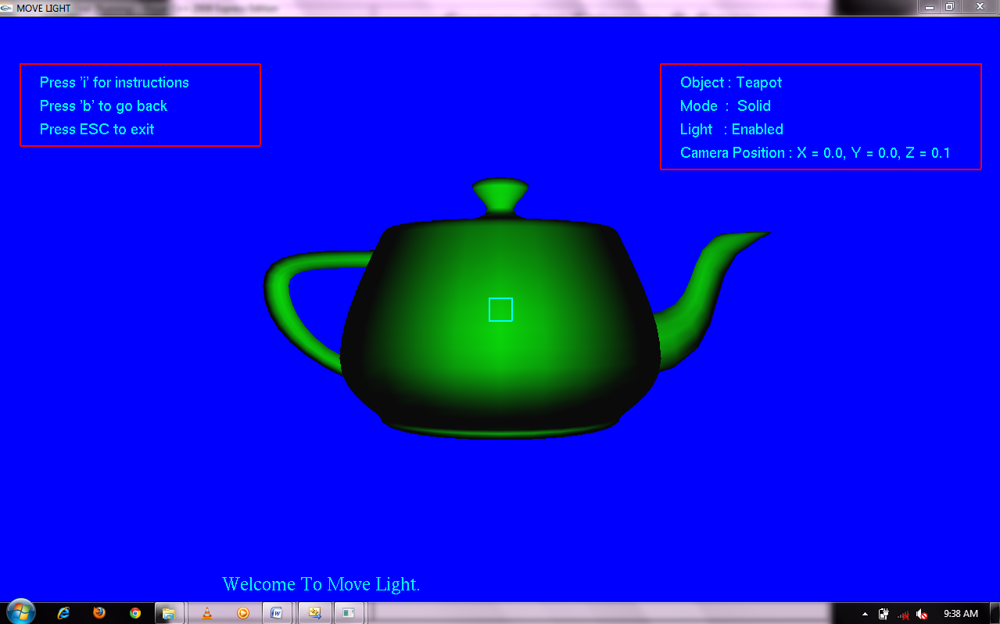 MOVE LIGHT
Press 'i' for instructions
Press 'b' to go back
Press ESC to exit
Object : Teapot
Mode : Solid
Light : Enabled
Camera Position : X = 0.0, Y = 0.0, Z = 0.1
Welcome To Move Light.
9:38 AM